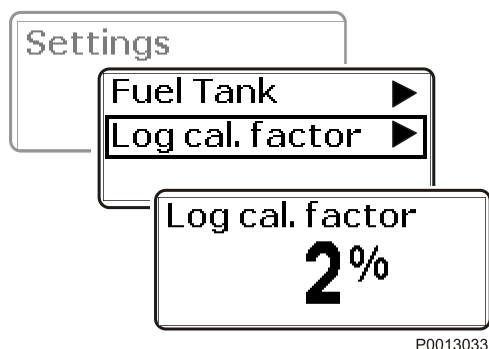 Settings
Fuel Tank ▶
Log cal. factor ▶
Log cal. factor
2%
P0013033